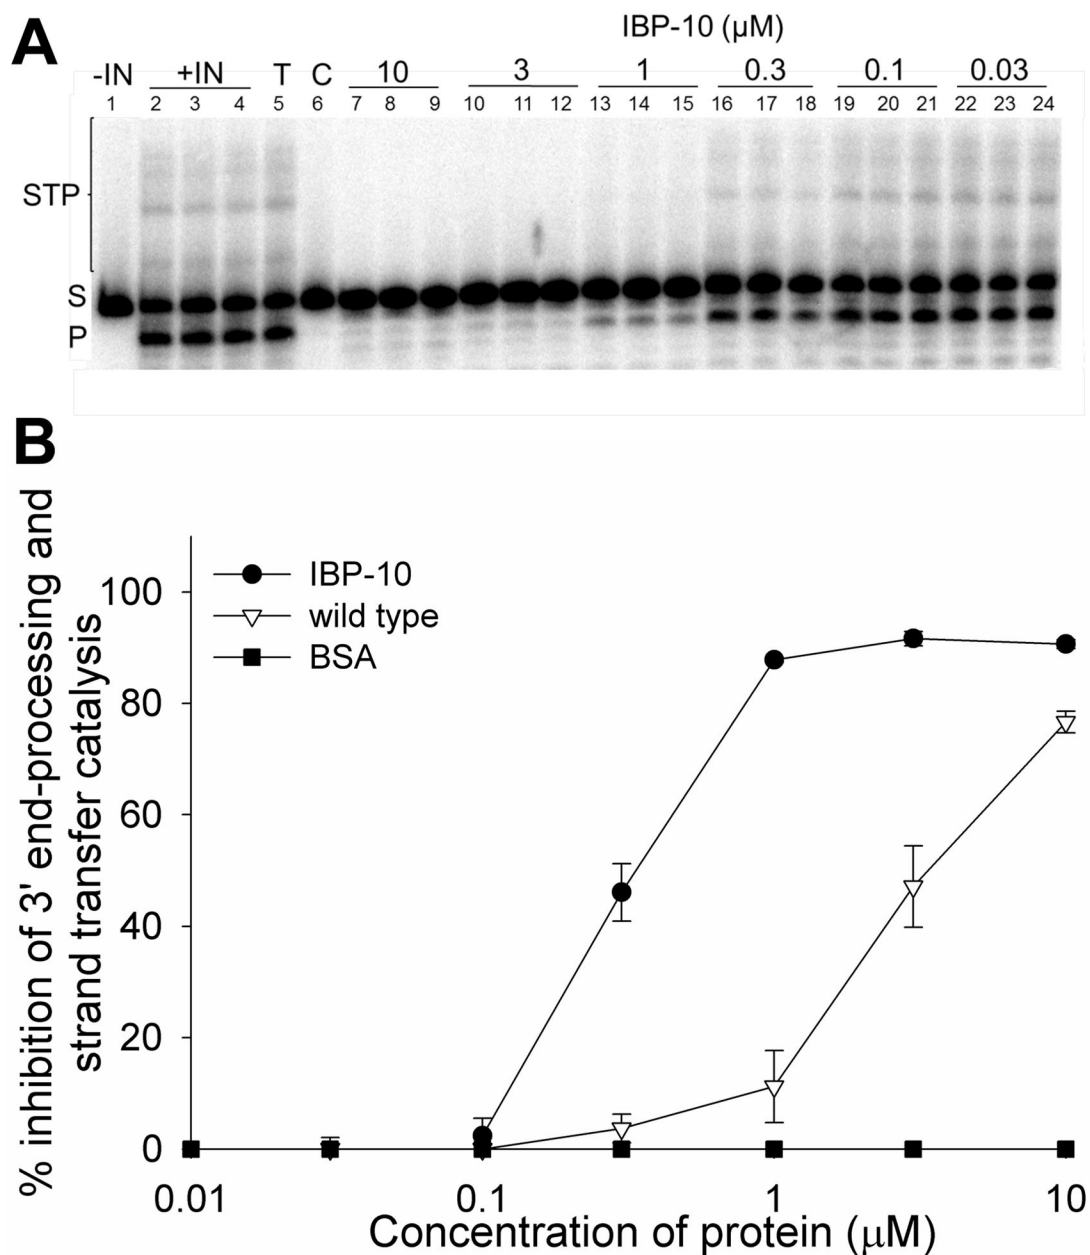 A
IBP-10 (µM)
-IN +IN T C 10 3 1 0.3 0.1 0.03
1 2 3 4 5 6 7 8 9 10 11 12 13 14 15 16 17 18 19 20 21 22 23 24
STP
S
P
B
% inhibition of 3' end-processing and
strand transfer catalysis
IBP-10
wild type
BSA
100
80
60
40
20
0
0.01 0.1 1 10
Concentration of protein (µM)